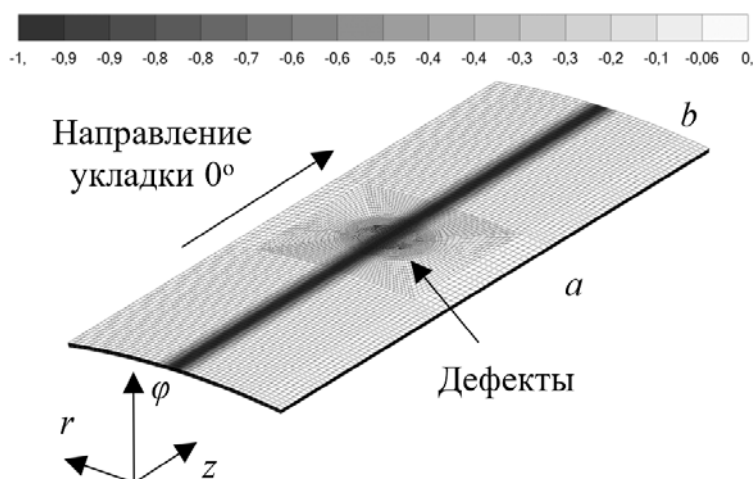 -1, -0,9 -0,9 -0,8 -0,8 -0,7 -0,6 -0,6 -0,5 -0,4 -0,4 -0,3 -0,3 -0,2 -0,1 -0,06 0,
b
Направление
укладки 0º
a
Дефекты
φ
r
z